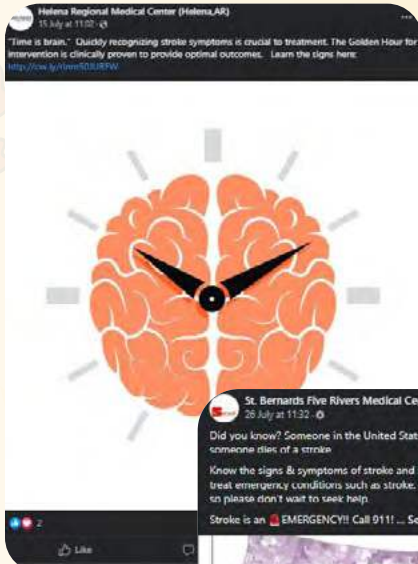 Helena Regional Medical Center (Helena,AR)
15 July at 11:02
"Time is brain." Quickly recognizing stroke symptoms is crucial to treatment. The Golden Hour for
intervention is clinically proven to provide optimal outcomes. Learn the signs here:
2
Like
St. Bernards Five Rivers Medical Ce
26 July at 11:32
Did you know? Someone in the United Stat
someone dies of a stroke
Know the signs & symptoms of stroke and
treat emergency conditions such as stroke,
so please don't wait to seek help
Stroke is an EMERGENCY!! Call 911! ... Se